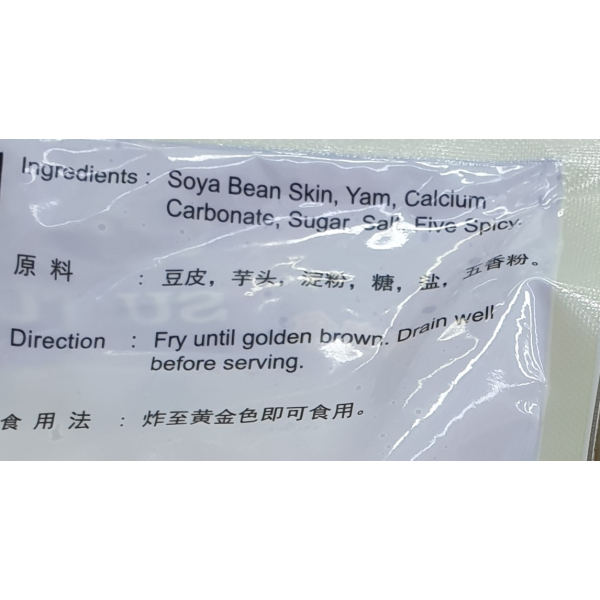 Ingredients : Soya Bean Skin, Yam, Calcium
Carbonate, Sugar, Salt, Five Spicy.
原料 : 豆皮，芋头，淀粉，糖，盐，五香粉。
Direction : Fry until golden brown. Drain well
before serving.
食用法 : 炸至黄金色即可食用。